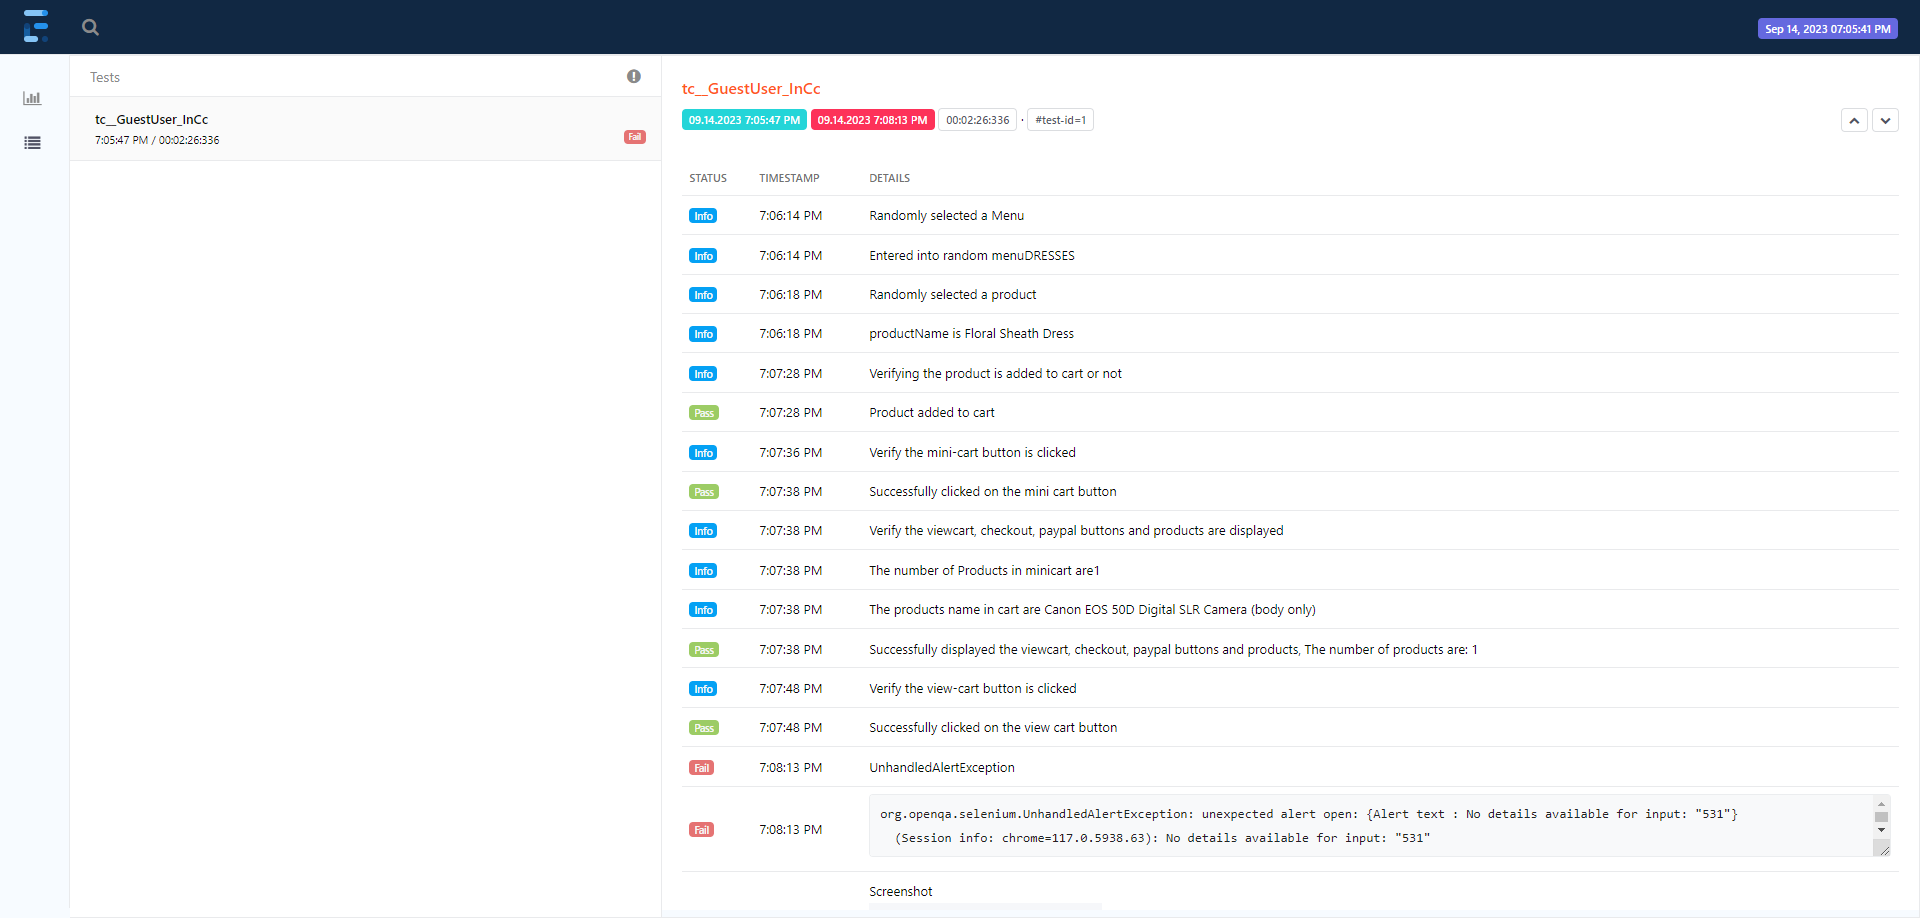 Sep 14, 2023 07:05:41 PM
Tests
tc__GuestUser_InCc
7:05:47 PM / 00:02:26:336
Fail
tc__GuestUser_InCc
09.14.2023 7:05:47 PM 09.14.2023 7:08:13 PM 00:02:26:336 · #test-id=1
STATUS TIMESTAMP DETAILS
Info 7:06:14 PM Randomly selected a Menu
Info 7:06:14 PM Entered into random menuDRESSES
Info 7:06:18 PM Randomly selected a product
Info 7:06:18 PM productName is Floral Sheath Dress
Info 7:07:28 PM Verifying the product is added to cart or not
Pass 7:07:28 PM Product added to cart
Info 7:07:36 PM Verify the mini-cart button is clicked
Pass 7:07:38 PM Successfully clicked on the mini cart button
Info 7:07:38 PM Verify the viewcart, checkout, paypal buttons and products are displayed
Info 7:07:38 PM The number of Products in minicart are1
Info 7:07:38 PM The products name in cart are Canon EOS 50D Digital SLR Camera (body only)
Pass 7:07:38 PM Successfully displayed the viewcart, checkout, paypal buttons and products, The number of products are: 1
Info 7:07:48 PM Verify the view-cart button is clicked
Pass 7:07:48 PM Successfully clicked on the view cart button
Fail 7:08:13 PM UnhandledAlertException
Fail 7:08:13 PM org.openqa.selenium.UnhandledAlertException: unexpected alert open: {Alert text : No details available for input: "531"}
(Session info: chrome=117.0.5938.63): No details available for input: "531"
Screenshot